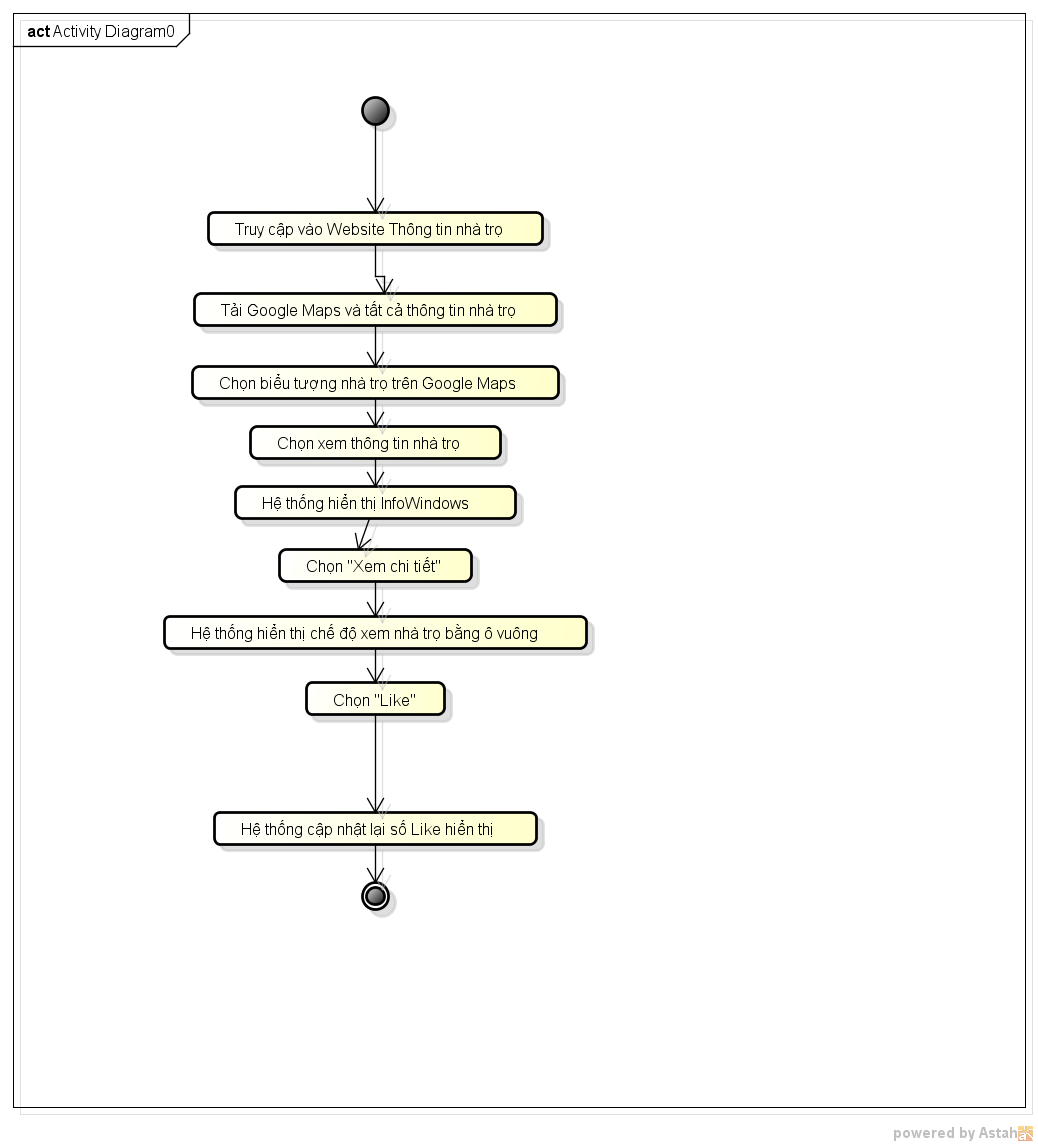 act Activity Diagram0
Truy cập vào Website Thông tin nhà trọ
Tải Google Maps và tất cả thông tin nhà trọ
Chọn biểu tượng nhà trọ trên Google Maps
Chọn xem thông tin nhà trọ
Hệ thống hiển thị InfoWindows
Chọn "Xem chi tiết"
Hệ thống hiển thị chế độ xem nhà trọ bằng ô vuông
Chọn "Like"
Hệ thống cập nhật lại số Like hiển thị
powered by Astah